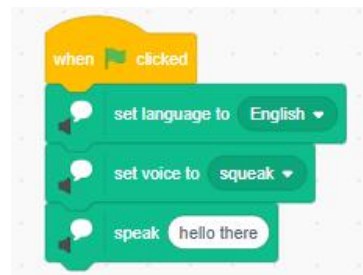 when clicked
set language to English
set voice to squeak
speak hello there